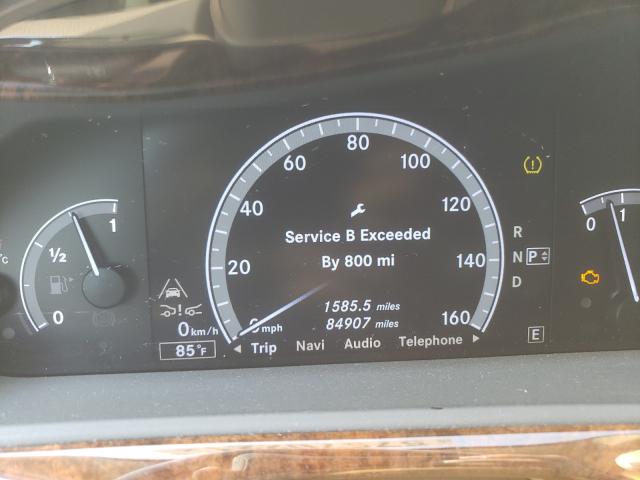 80
60
100
40
120
20
140
160
mph
Service B Exceeded
By 800 mi
1585.5 miles
84907 miles
Trip Navi Audio Telephone
1
1/2
0
0 km/h
85°F
R
N P
D
E
0
1
°C